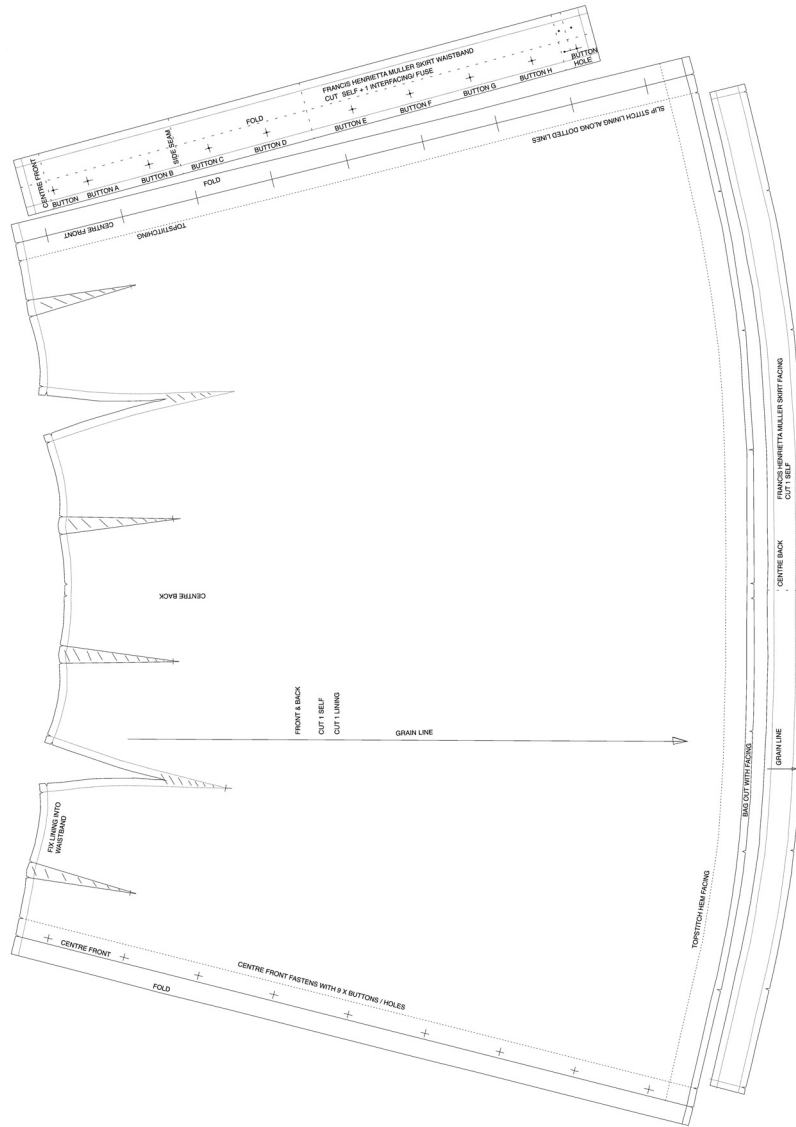 FRANCIS HENRIETTA MULLER SKIRT WAISTBAND
CUT SELF + 1 INTERFACING/ FUSE
FOLD
SIDE SEAM
CENTRE FRONT
BUTTON
BUTTON A
BUTTON B
BUTTON C
BUTTON D
BUTTON E
BUTTON F
BUTTON G
BUTTON H
BUTTON
HOLE
SLIP STITCH LINING ALONG DOTTED LINES
FOLD
CENTRE FRONT
TOPSTITCHING
CENTRE BACK
FRONT & BACK
CUT 1 SELF
CUT 1 LINING
GRAIN LINE
FIX LINING INTO
WAISTBAND
CENTRE FRONT
FOLD
CENTRE FRONT FASTENS WITH 9 X BUTTONS / HOLES
TOPSTITCH HEM FACING
BAG OUT WITH FACING
FRANCIS HENRIETTA MULLER SKIRT FACING
CUT 1 SELF
CENTRE BACK
GRAIN LINE